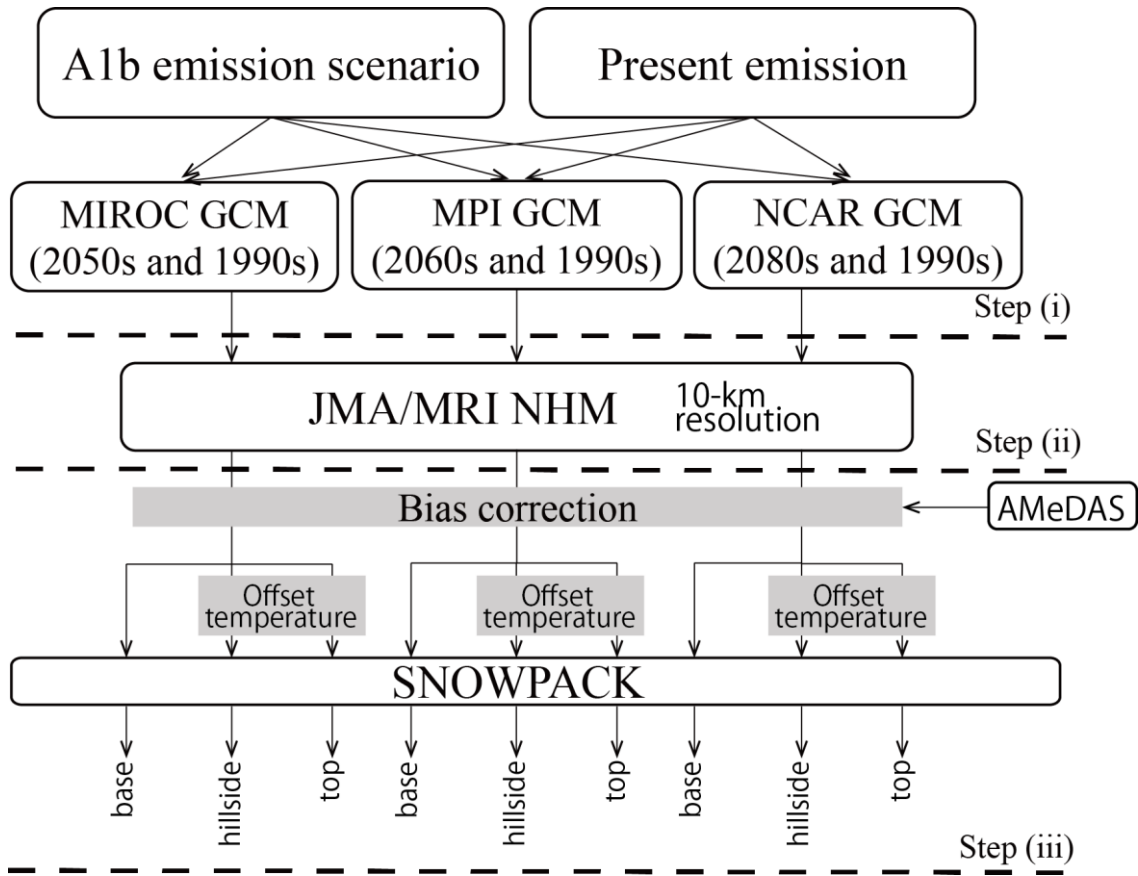 A1b emission scenario
Present emission
MIROC GCM
(2050s and 1990s)
MPI GCM
(2060s and 1990s)
NCAR GCM
(2080s and 1990s)
Step (i)
JMA/MRI NHM
10-km
resolution
Step (ii)
Bias correction
AMeDAS
Offset
temperature
Offset
temperature
Offset
temperature
SNOWPACK
base
hillside
top
base
hillside
top
base
hillside
top
Step (iii)